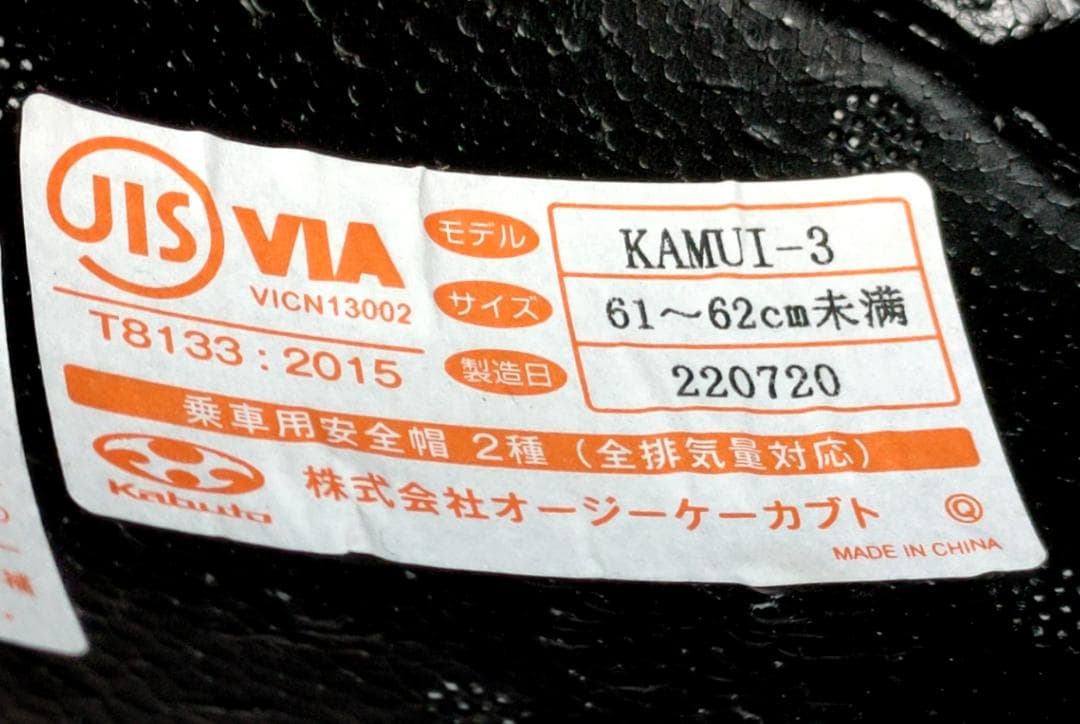 JIS VIA
VICN13002
T8133:2015
モデル KAMUI-3
サイズ 61～62cm未満
製造日 220720
乗車用安全帽 2種(全排気量対応)
Kabuto 株式会社オージーケーカブト Q
MADE IN CHINA
補